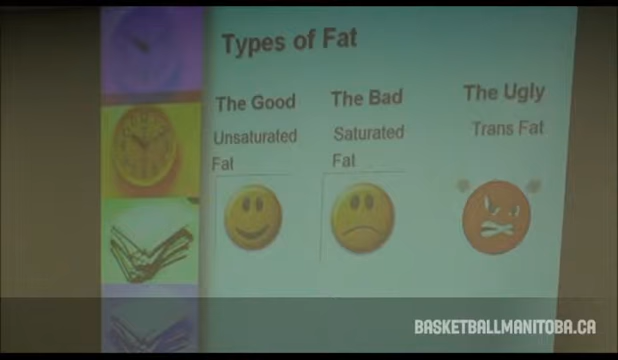 Types of Fat
The Good
Unsaturated
Fat
The Bad
Saturated
Fat
The Ugly
Trans Fat
BASKETBALLMANITOBA.CA